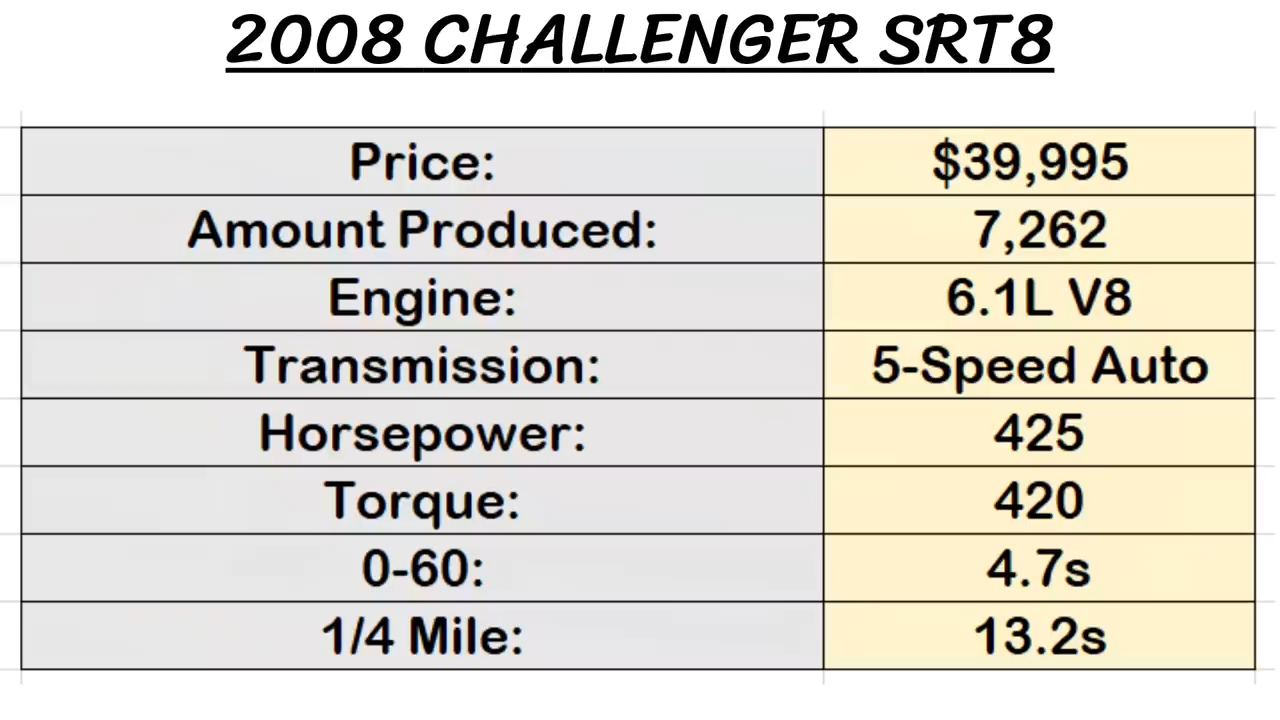 2008 CHALLENGER SRT8
Price: $39,995
Amount Produced: 7,262
Engine: 6.1L V8
Transmission: 5-Speed Auto
Horsepower: 425
Torque: 420
0-60: 4.7s
1/4 Mile: 13.2s